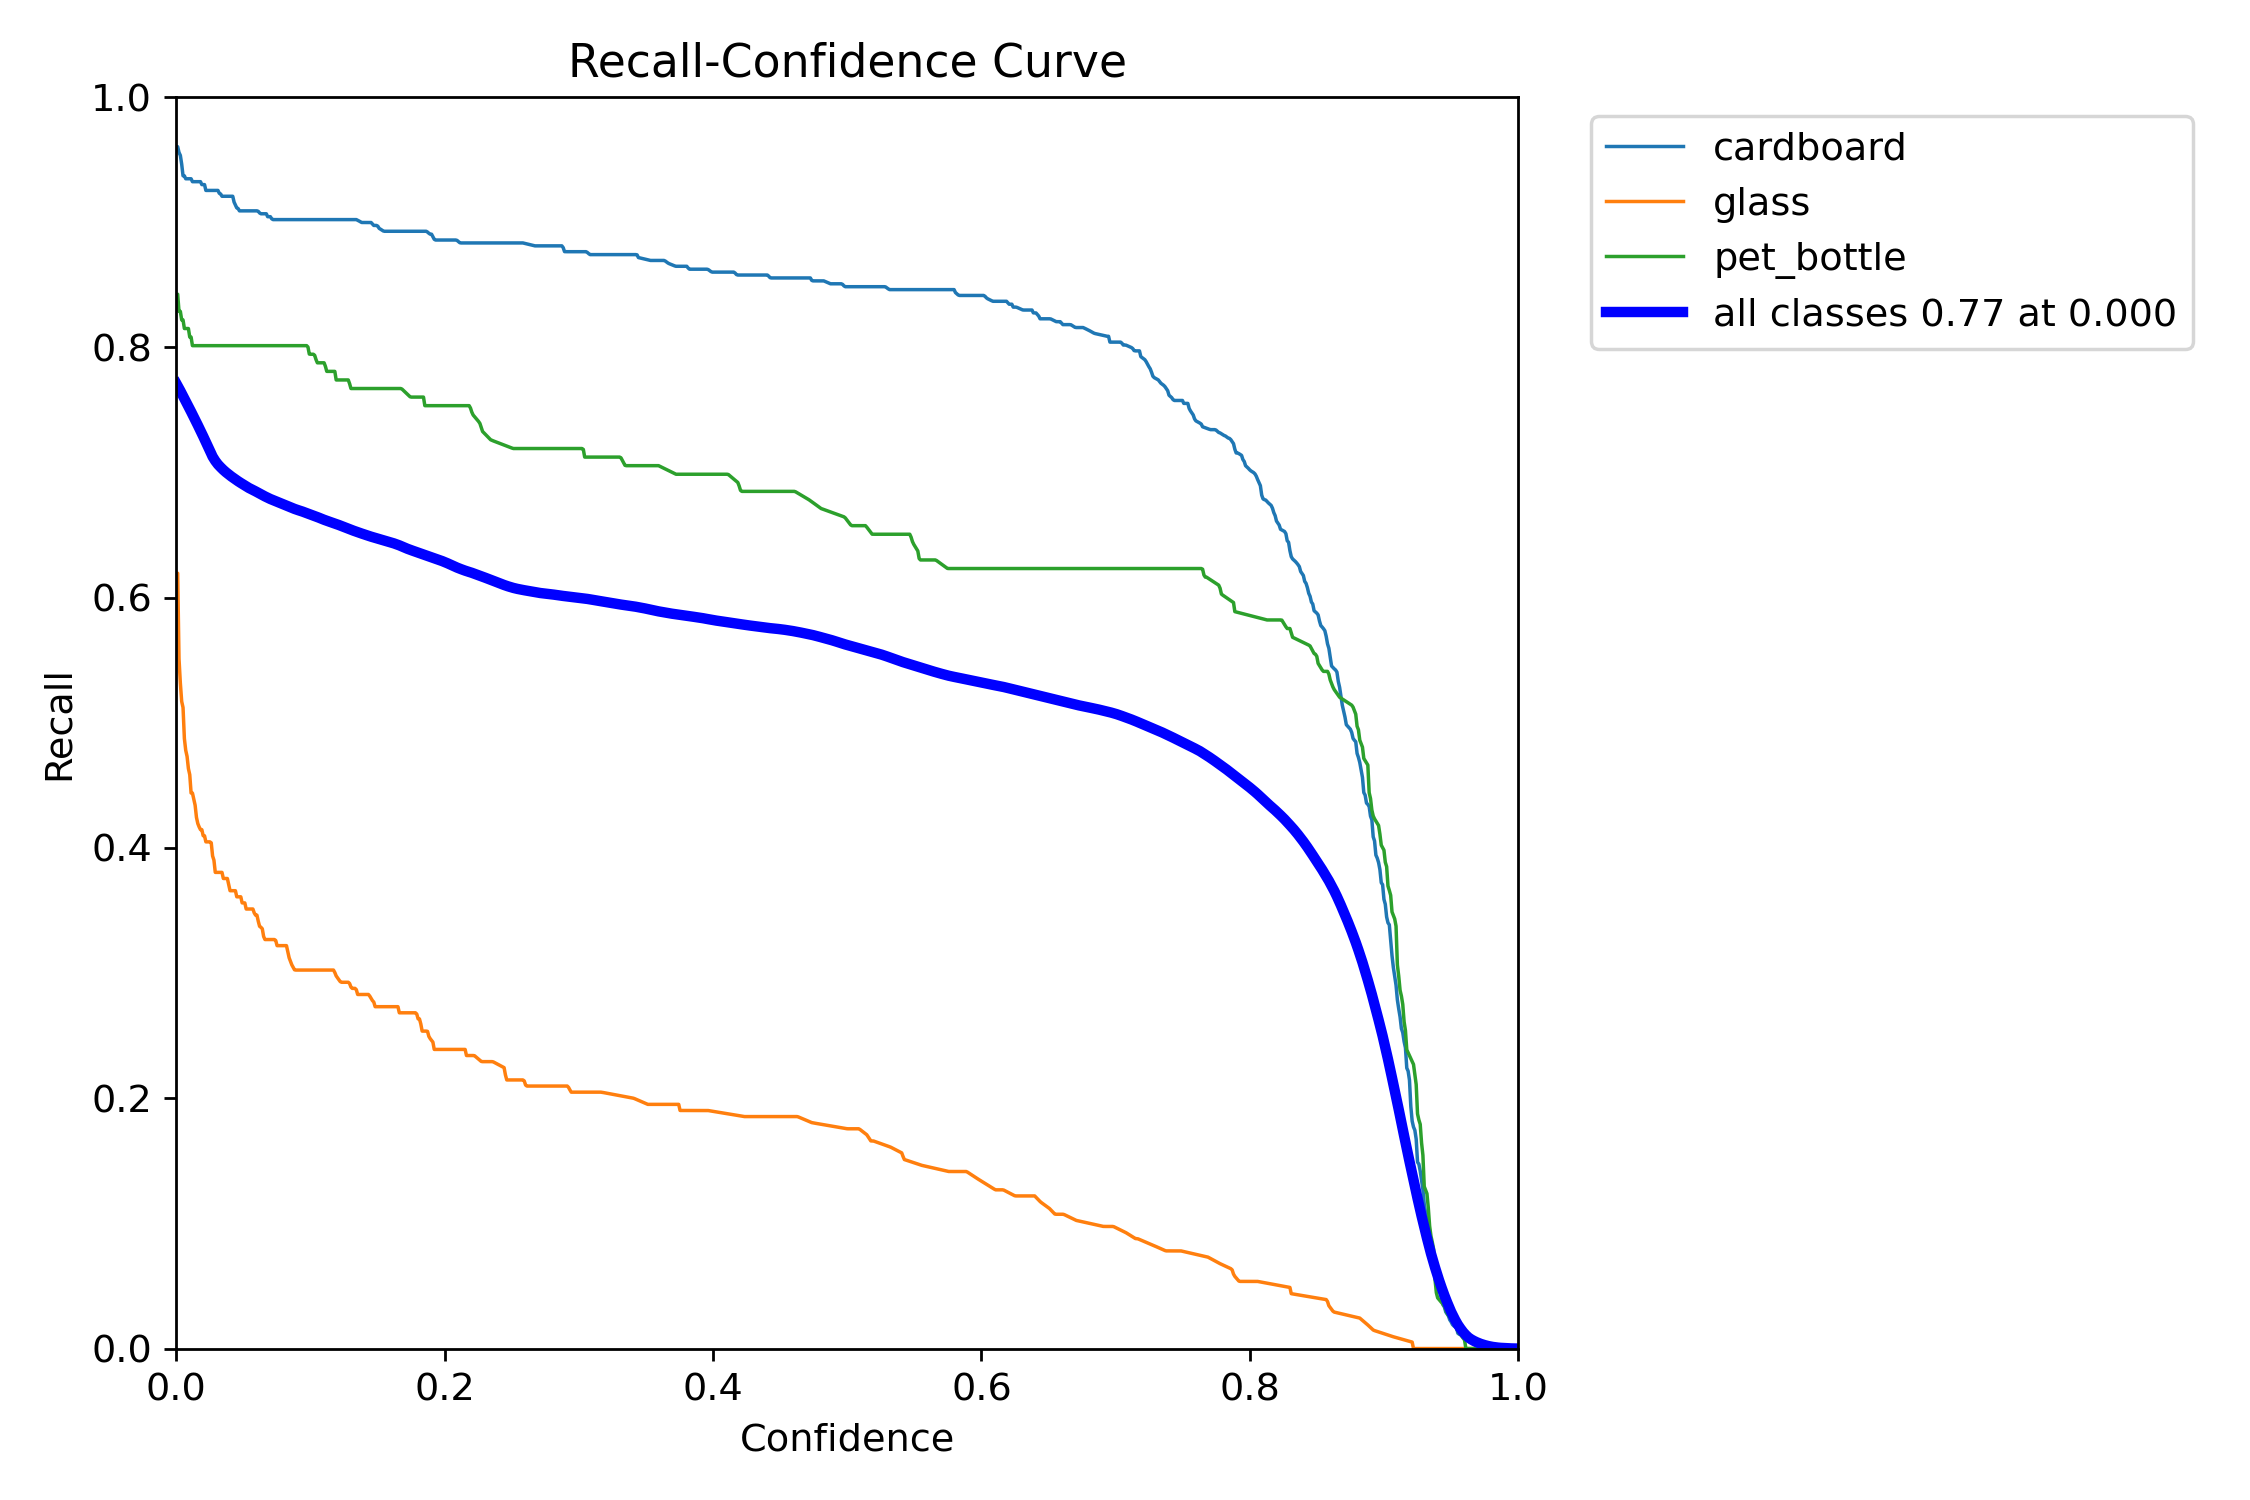 Recall-Confidence Curve
1.0
0.8
0.6
0.4
0.2
0.0
Recall
0.0 0.2 0.4 0.6 0.8 1.0
Confidence
cardboard
glass
pet_bottle
all classes 0.77 at 0.000